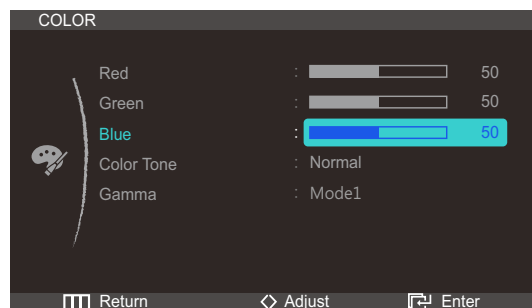 COLOR
Red : 50
Green : 50
Blue : 50
Color Tone : Normal
Gamma : Mode1
Return Adjust Enter